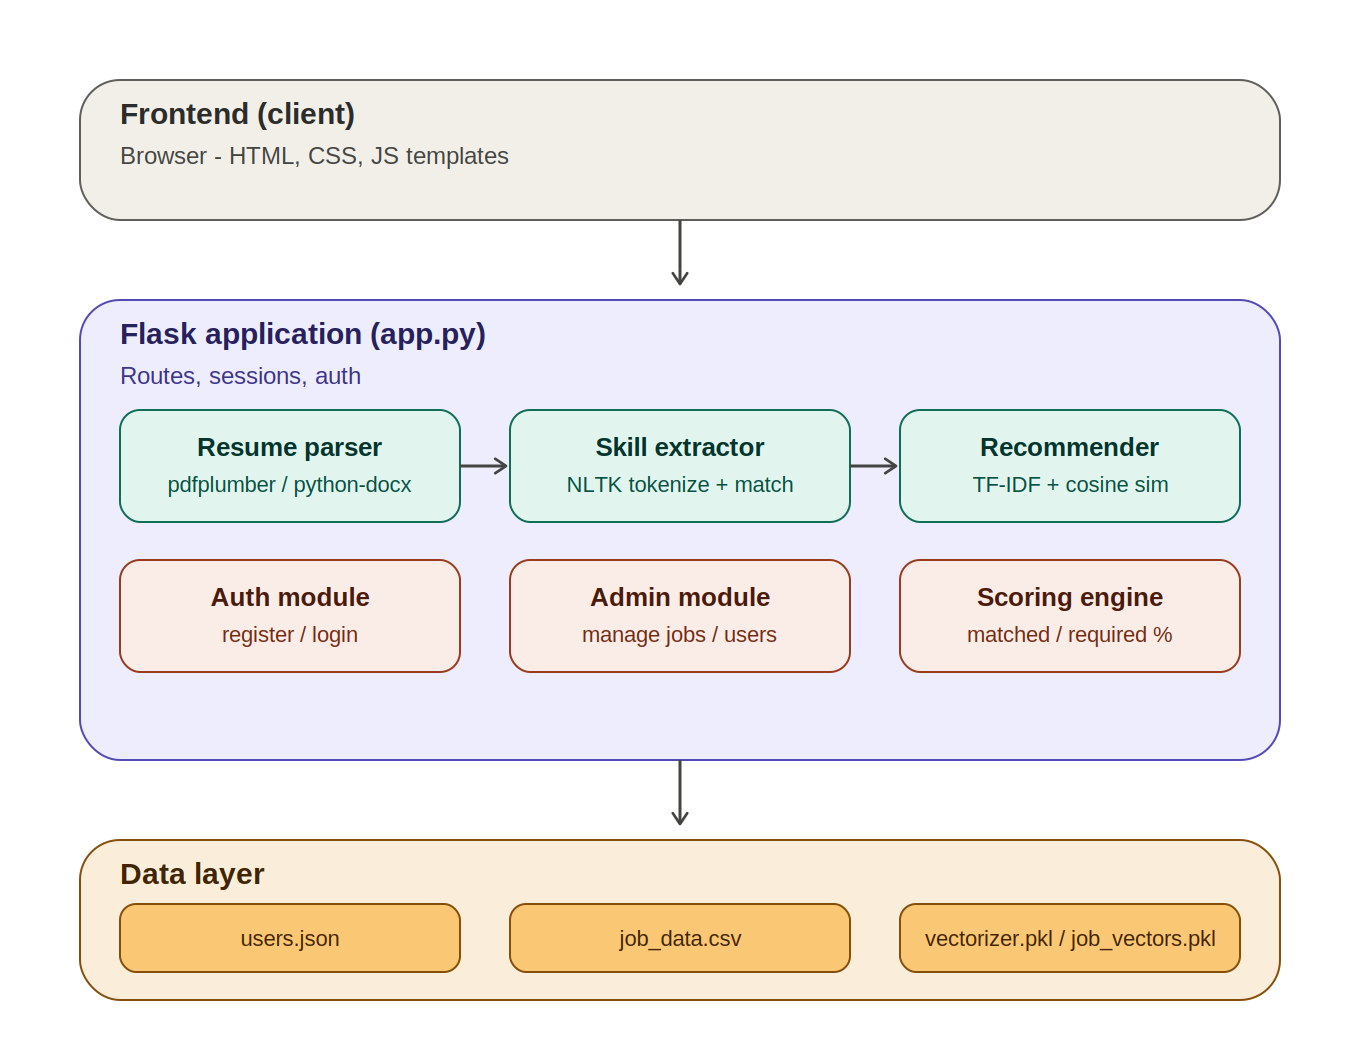 Frontend (client)
Browser - HTML, CSS, JS templates
Flask application (app.py)
Routes, sessions, auth
Resume parser
pdfplumber / python-docx
Skill extractor
NLTK tokenize + match
Recommender
TF-IDF + cosine sim
Auth module
register / login
Admin module
manage jobs / users
Scoring engine
matched / required %
Data layer
users.json
job_data.csv
vectorizer.pkl / job_vectors.pkl